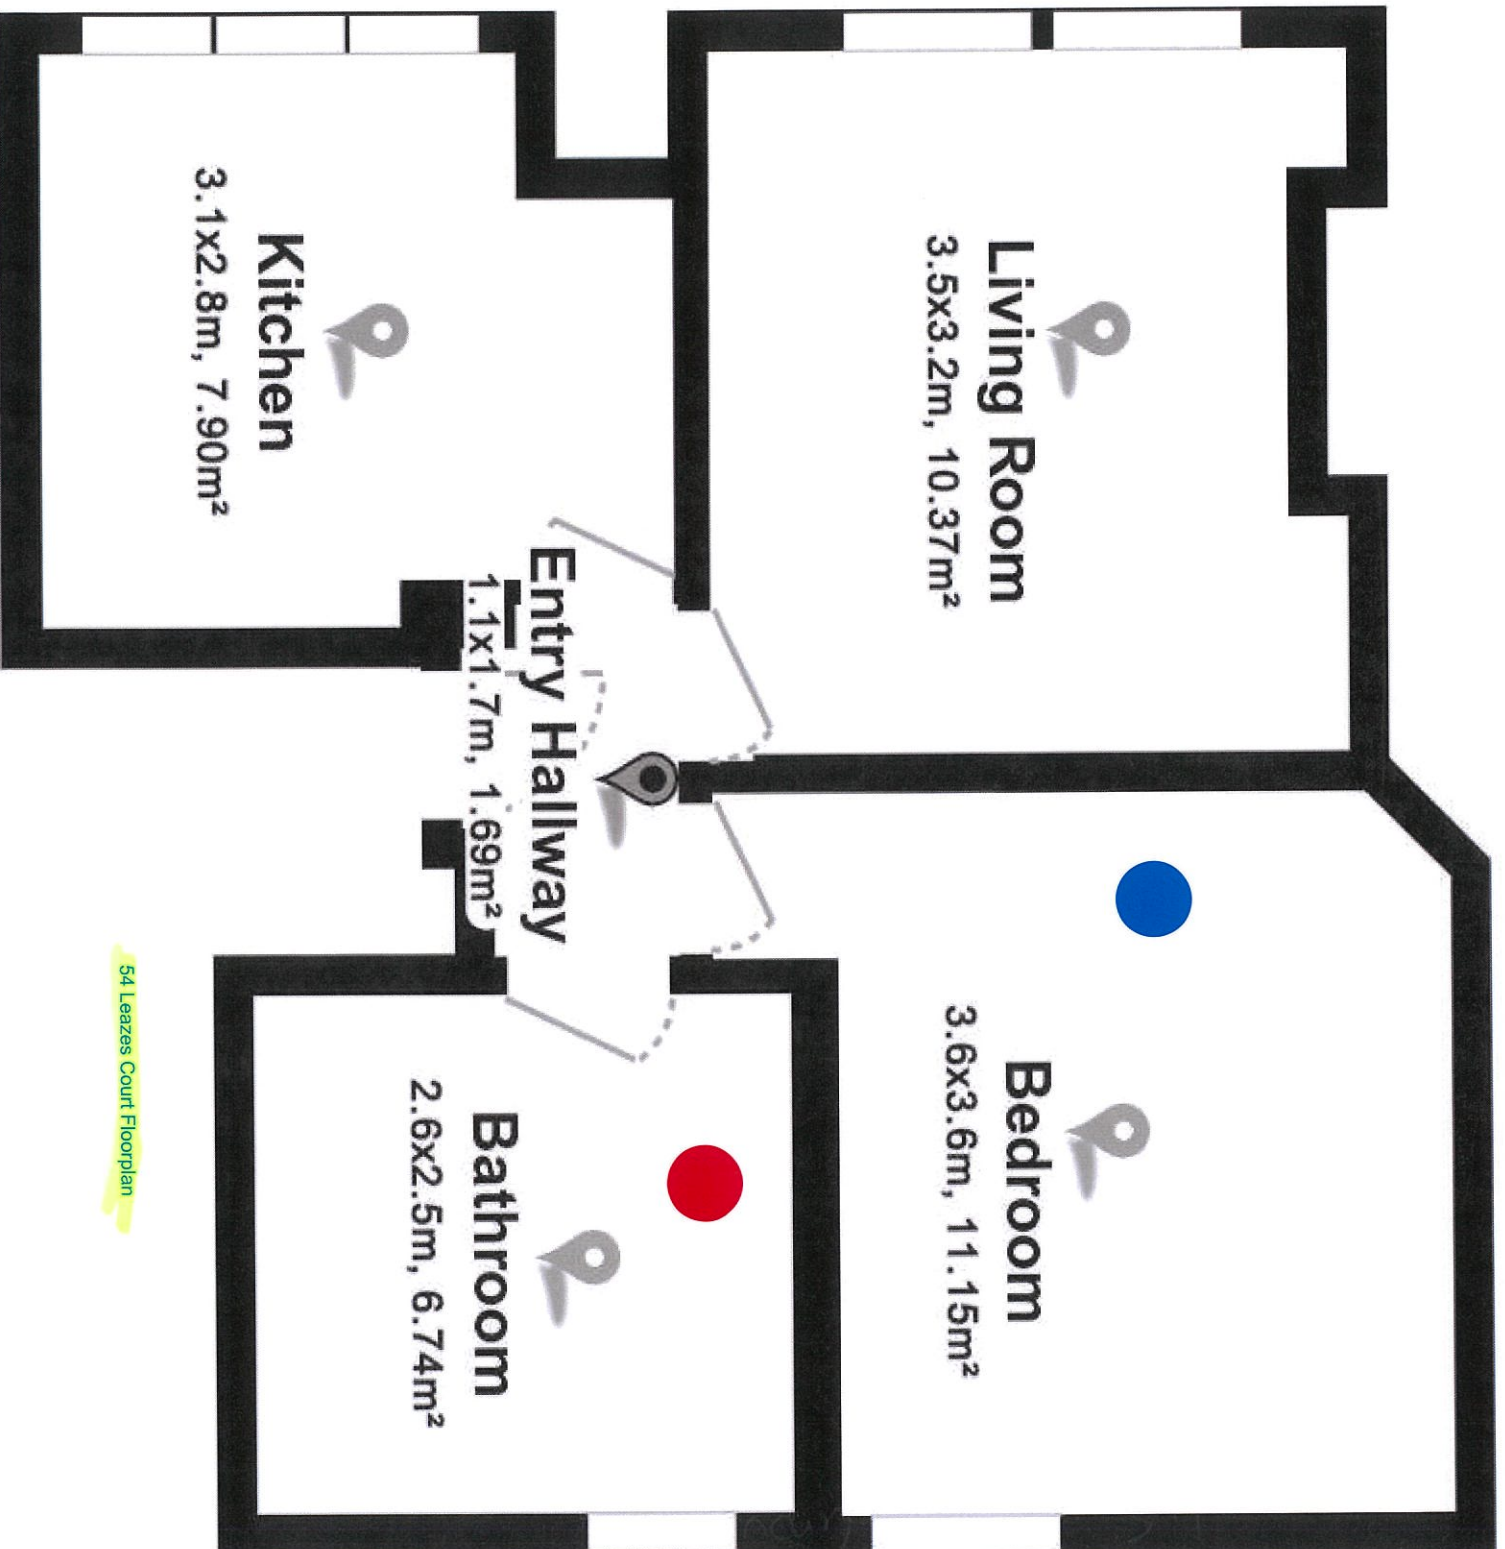 Kitchen
3.1x2.8m, 7.90m²
Living Room
3.5x3.2m, 10.37m²
Entry Hallway
1.1x1.7m, 1.69m²
Bedroom
3.6x3.6m, 11.15m²
Bathroom
2.6x2.5m, 6.74m²
54 Leazes Court Floorplan